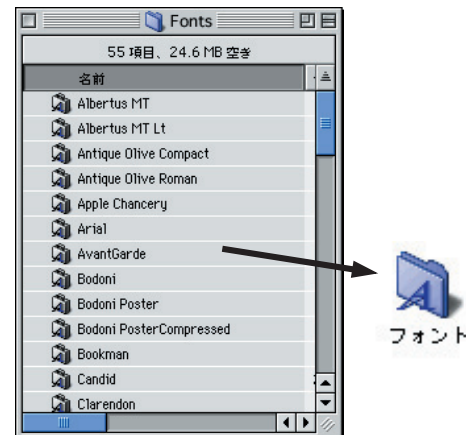 Fonts
55 項目、24.6 MB 空き
名前
Albertus MT
Albertus MT Lt
Antique Olive Compact
Antique Olive Roman
Apple Chancery
Arial
AvantGarde
Bodoni
Bodoni Poster
Bodoni PosterCompressed
Bookman
Candid
Clarendon
フォント